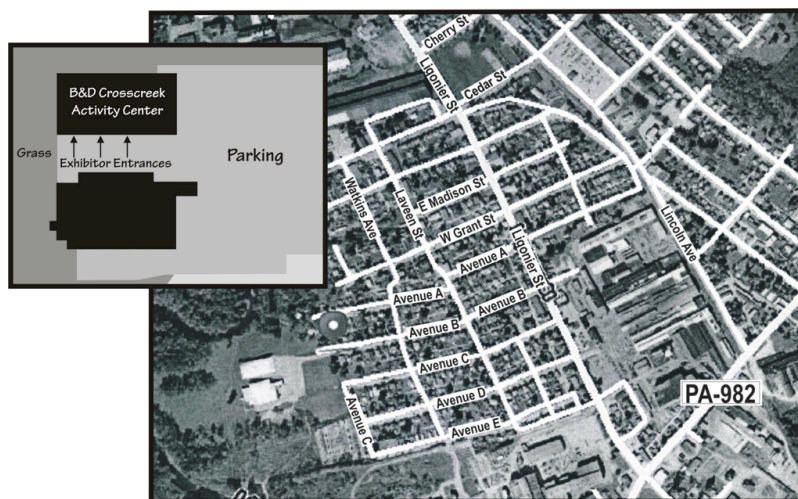 B&D Crosscreek
Activity Center
Grass
Exhibitor Entrances
Parking
Cherry St
Ligonier St
Cedar St
Watkins Ave
Laveen St
E Madison St
W Grant St
Ligonier St
Lincoln Ave
Avenue A
Avenue A
Avenue B
Avenue B
Avenue C
Avenue D
Avenue C
Avenue E
PA-982